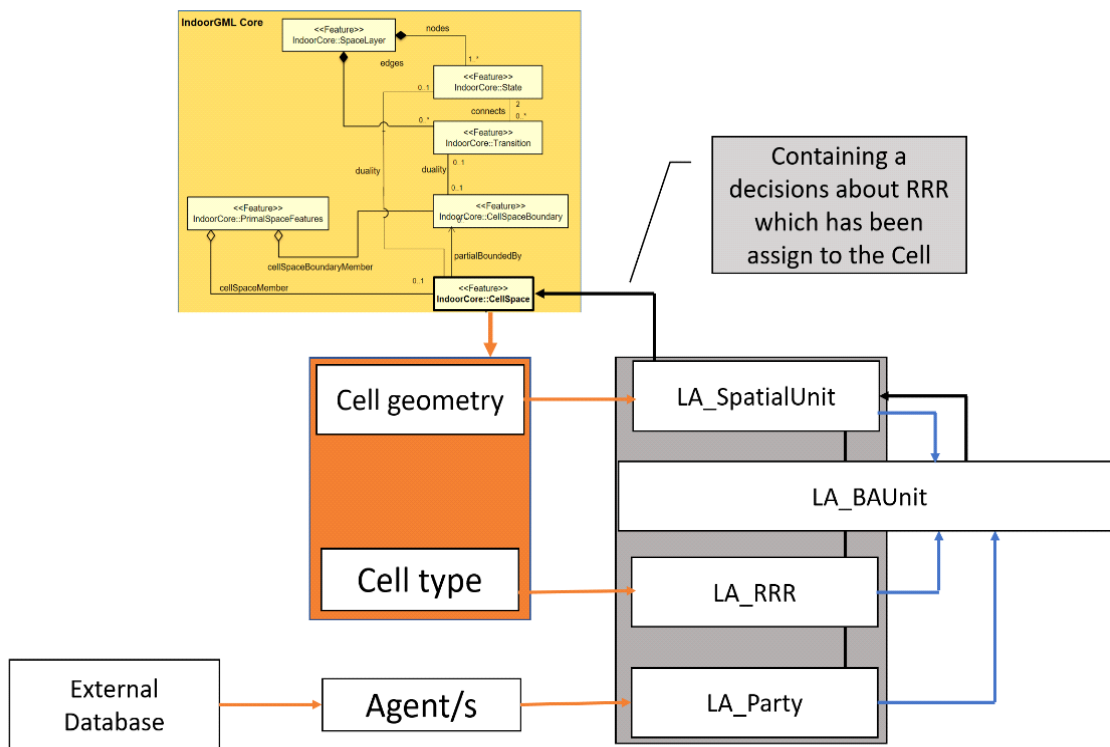 IndoorGML Core
<<Feature>>
IndoorCore::SpaceLayer
nodes
1..*
edges
<<Feature>>
IndoorCore::State
0..1
2
connects
0..*
0..*
<<Feature>>
IndoorCore::Transition
0..1
duality
duality
0..1
<<Feature>>
IndoorCore::PrimalSpaceFeatures
<<Feature>>
IndoorCore::CellSpaceBoundary
partialBoundedBy
cellSpaceBoundaryMember
cellSpaceMember
0..1
<<Feature>>
IndoorCore::CellSpace
Containing a
decisions about RRR
which has been
assign to the Cell
Cell geometry
LA_SpatialUnit
LA_BAUnit
Cell type
LA_RRR
External
Database
Agent/s
LA_Party